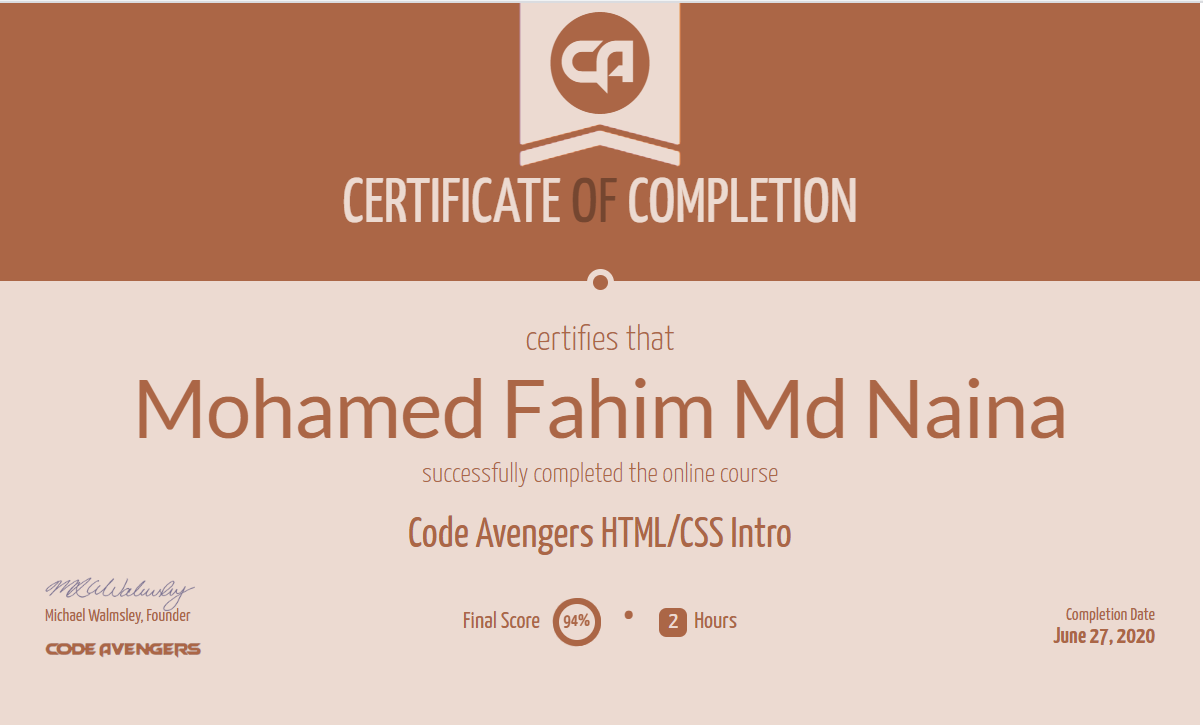 CA
CERTIFICATE OF COMPLETION
certifies that
Mohamed Fahim Md Naina
successfully completed the online course
Code Avengers HTML/CSS Intro
MRWalmsley
Michael Walmsley, Founder
CODE AVENGERS
Final Score 94% • 2 Hours
Completion Date
June 27, 2020